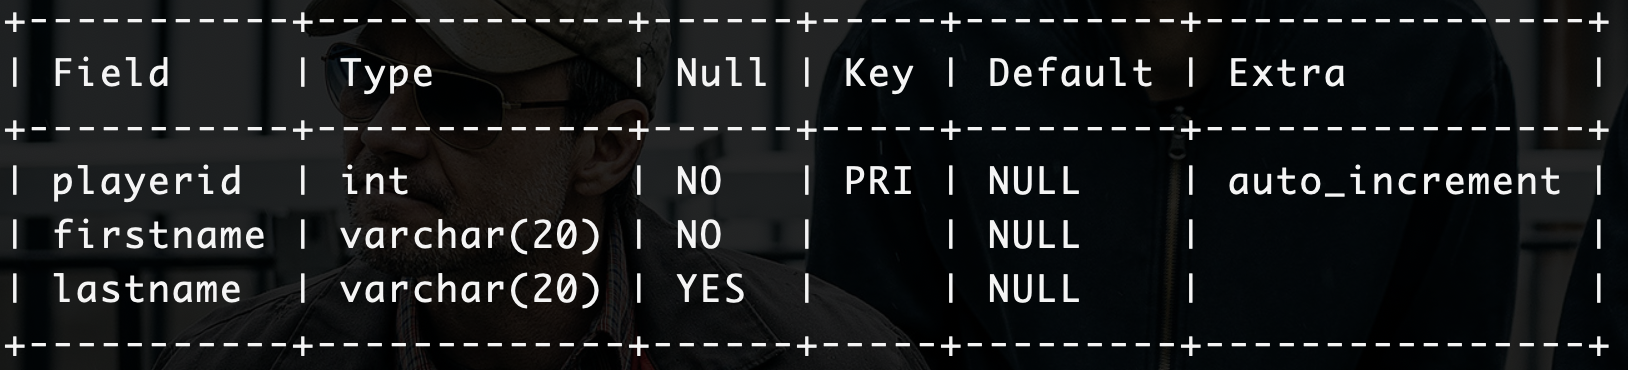 +-----------+-------------+------+-----+---------+----------------+
| Field     | Type        | Null | Key | Default | Extra          |
+-----------+-------------+------+-----+---------+----------------+
| playerid  | int         | NO   | PRI | NULL    | auto_increment |
| firstname | varchar(20) | NO   |     | NULL    |                |
| lastname  | varchar(20) | YES  |     | NULL    |                |
+-----------+-------------+------+-----+---------+----------------+